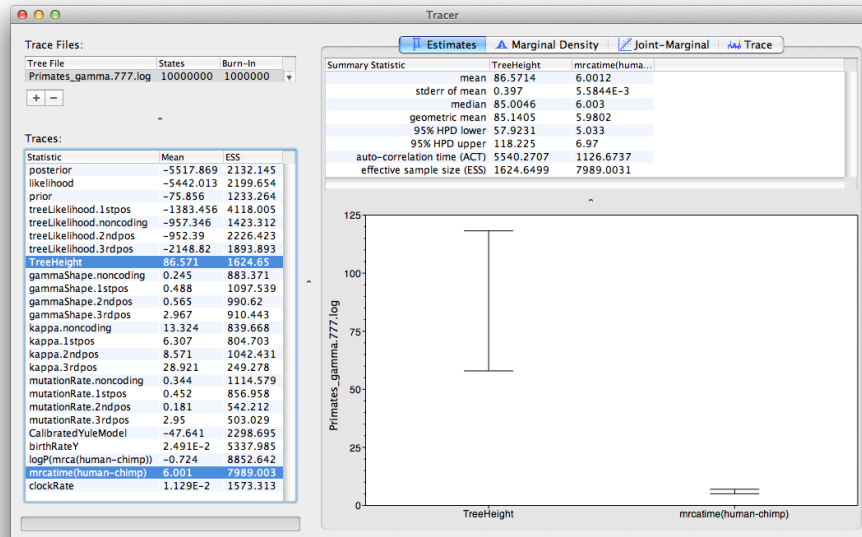 Tracer
Trace Files:
Tree File States Burn-In
Primates_gamma.777.log 10000000 1000000
+ −
Traces:
Statistic Mean ESS
posterior −5517.869 2132.145
likelihood −5442.013 2199.654
prior −75.856 1233.264
treeLikelihood.1stpos −1383.456 4118.005
treeLikelihood.noncoding −957.346 1423.312
treeLikelihood.2ndpos −952.39 2226.423
treeLikelihood.3rdpos −2148.82 1893.893
TreeHeight 86.571 1624.65
gammaShape.noncoding 0.245 883.371
gammaShape.1stpos 0.488 1097.539
gammaShape.2ndpos 0.565 990.62
gammaShape.3rdpos 2.967 910.443
kappa.noncoding 13.324 839.668
kappa.1stpos 6.307 804.703
kappa.2ndpos 8.571 1042.431
kappa.3rdpos 28.921 249.278
mutationRate.noncoding 0.344 1114.579
mutationRate.1stpos 0.452 856.958
mutationRate.2ndpos 0.181 542.212
mutationRate.3rdpos 2.95 503.029
CalibratedYuleModel −47.641 2298.695
birthRateY 2.491E-2 5337.985
logP(mrca(human-chimp)) −0.724 8852.642
mrcatime(human-chimp) 6.001 7989.003
clockRate 1.129E-2 1573.313
Estimates Marginal Density Joint-Marginal Trace
Summary Statistic TreeHeight mrcatime(huma...
mean 86.5714 6.0012
stderr of mean 0.397 5.5844E-3
median 85.0046 6.003
geometric mean 85.1405 5.9802
95% HPD lower 57.9231 5.033
95% HPD upper 118.225 6.97
auto-correlation time (ACT) 5540.2707 1126.6737
effective sample size (ESS) 1624.6499 7989.0031
Primates_gamma.777.log
125
100
75
50
25
0
TreeHeight mrcatime(human-chimp)